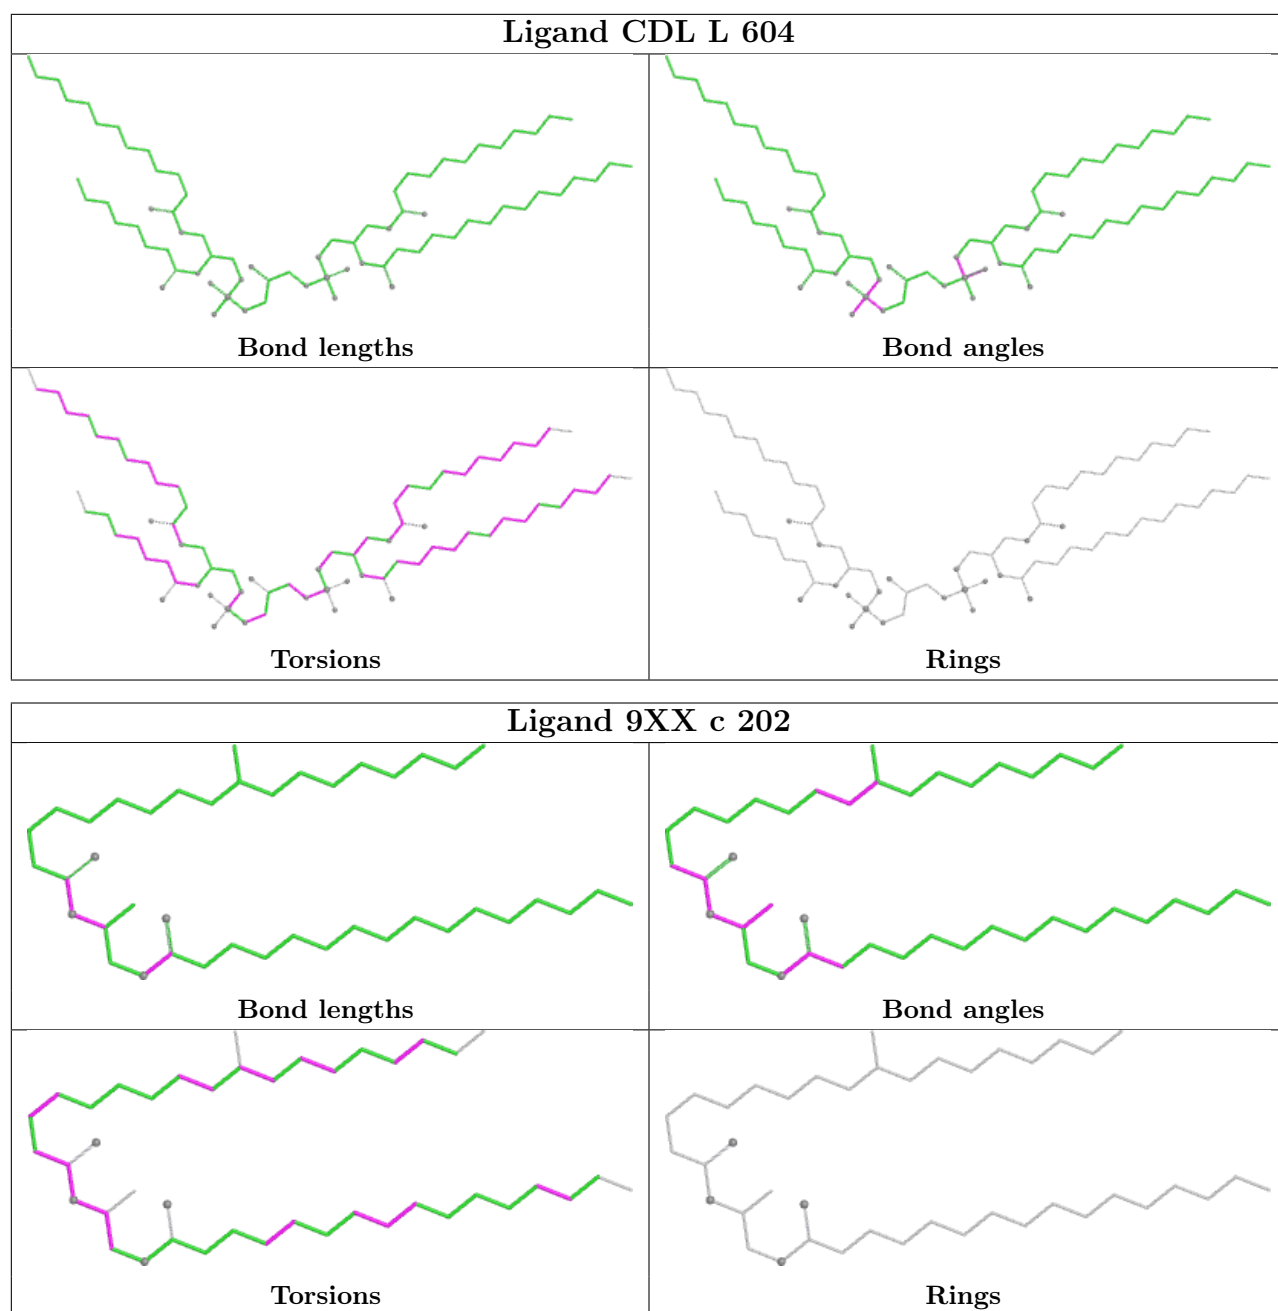 Ligand CDL L 604
Bond lengths
Bond angles
Torsions
Rings
Ligand 9XX c 202
Bond lengths
Bond angles
Torsions
Rings